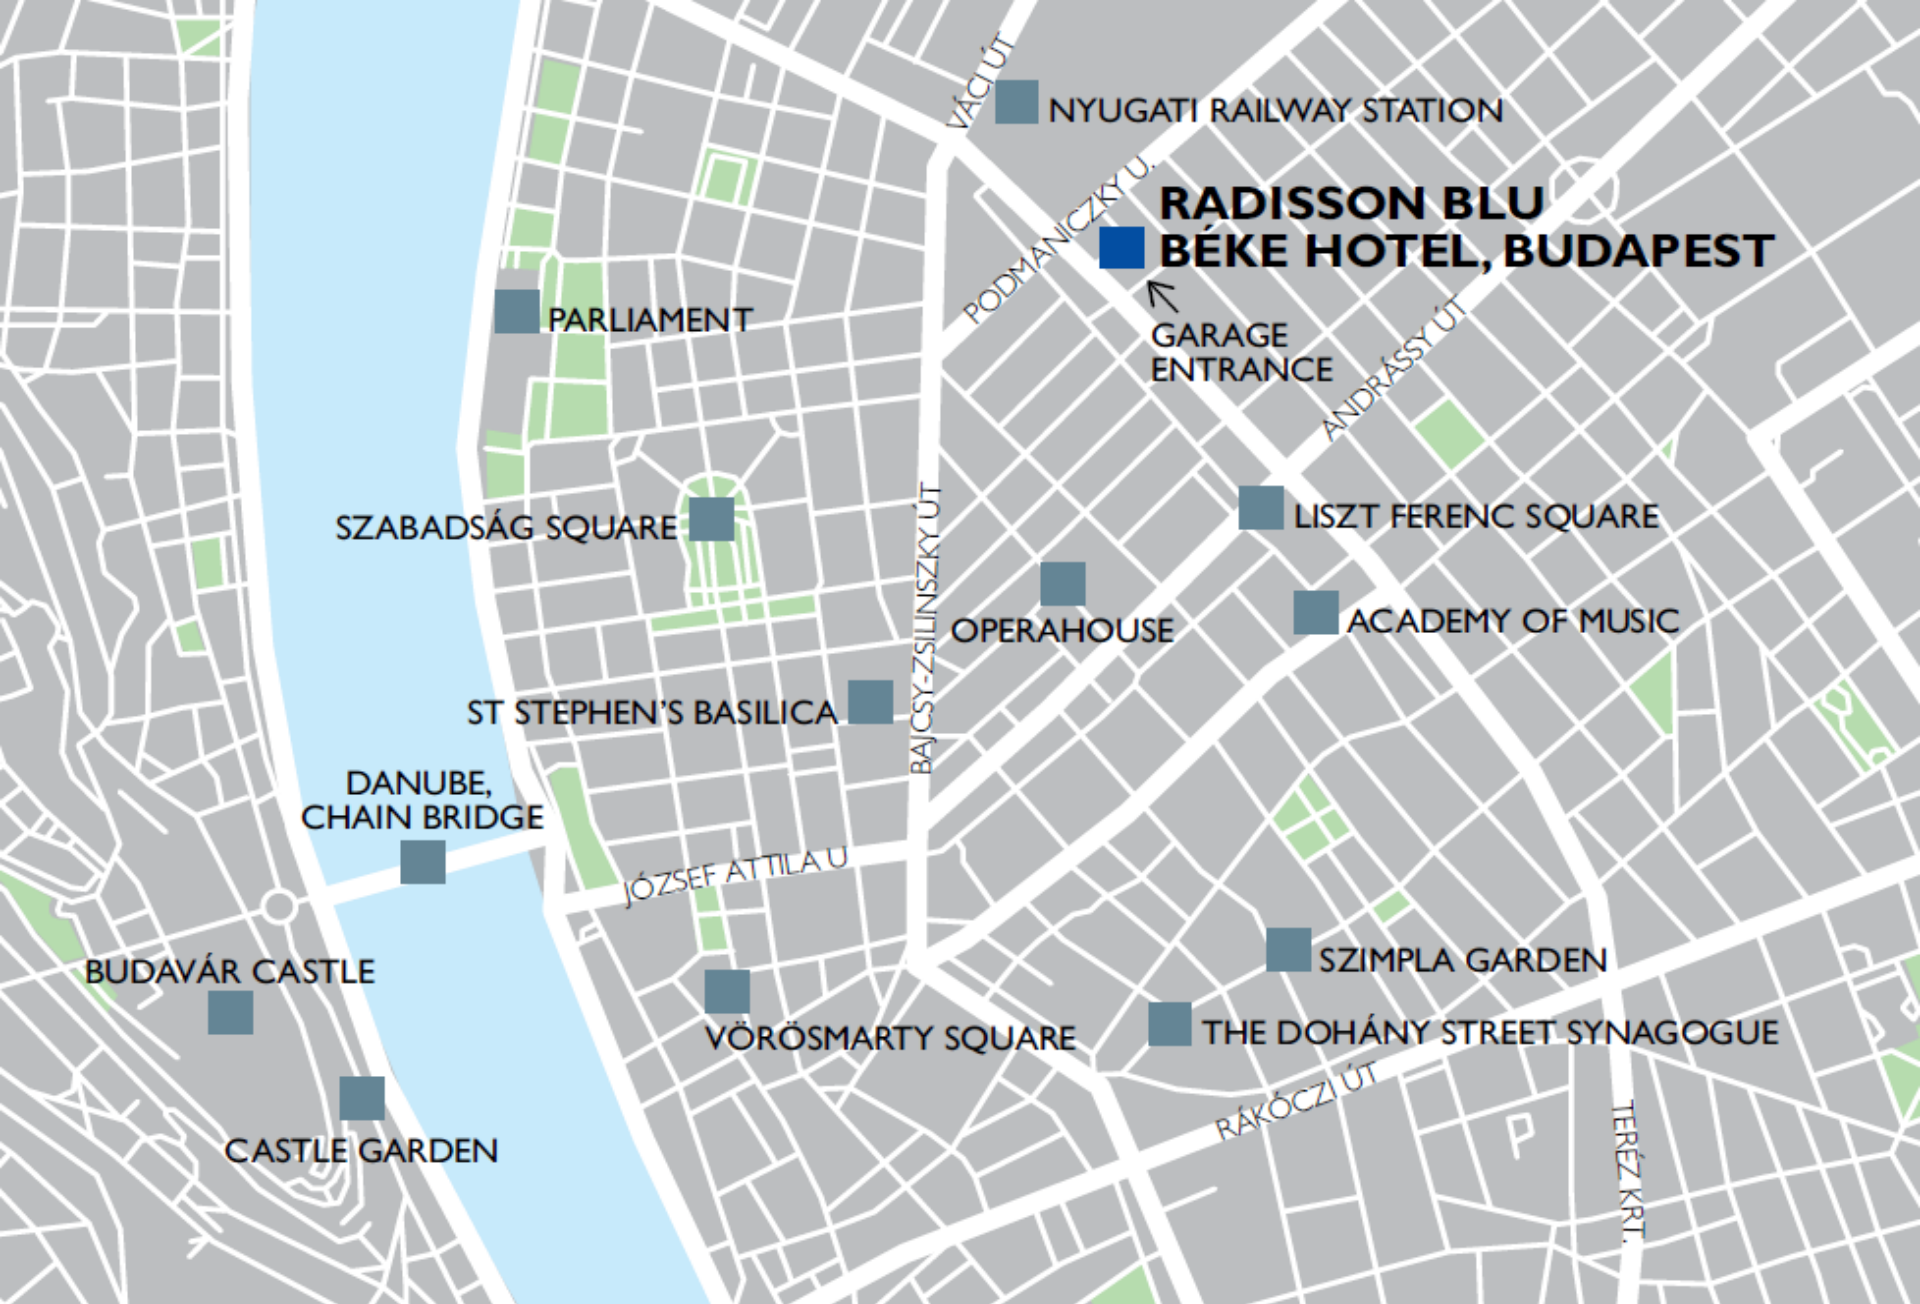 VÁCI ÚT
NYUGATI RAILWAY STATION
PODMANICZKY U.
RADISSON BLU
BÉKE HOTEL, BUDAPEST
GARAGE
ENTRANCE
PARLIAMENT
ANDRÁSSY ÚT
SZABADSÁG SQUARE
BAJCSY-ZSILINSZKY ÚT
LISZT FERENC SQUARE
OPERAHOUSE
ACADEMY OF MUSIC
ST STEPHEN'S BASILICA
DANUBE,
CHAIN BRIDGE
JÓZSEF ATTILA U
BUDAVÁR CASTLE
SZIMPLA GARDEN
VÖRÖSMARTY SQUARE
THE DOHÁNY STREET SYNAGOGUE
RÁKÓCZI ÚT
CASTLE GARDEN
TERÉZ KRT.